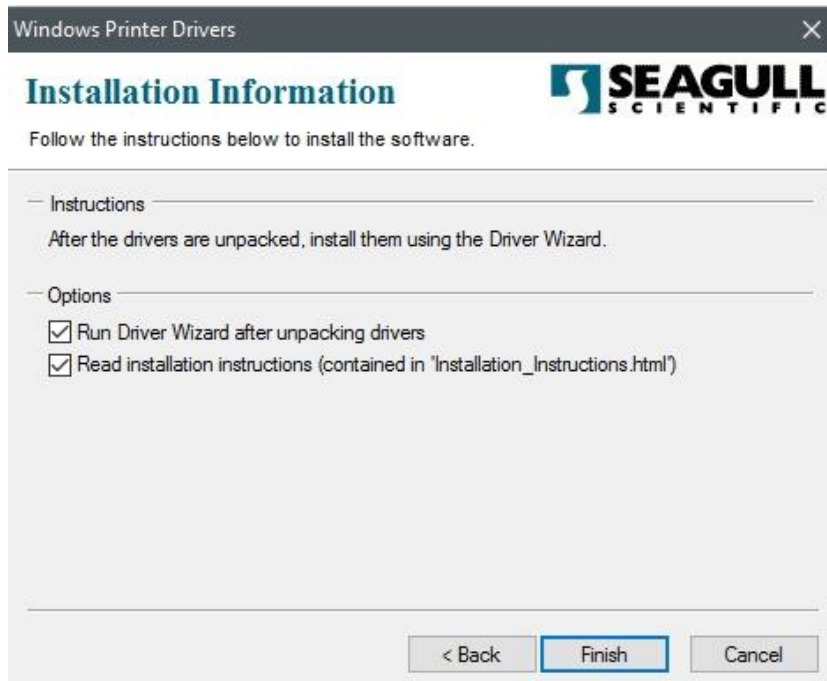 Windows Printer Drivers
Installation Information
SEAGULL
SCIENTIFIC
Follow the instructions below to install the software.
Instructions
After the drivers are unpacked, install them using the Driver Wizard.
Options
Run Driver Wizard after unpacking drivers
Read installation instructions (contained in 'Installation_Instructions.html')
< Back
Finish
Cancel